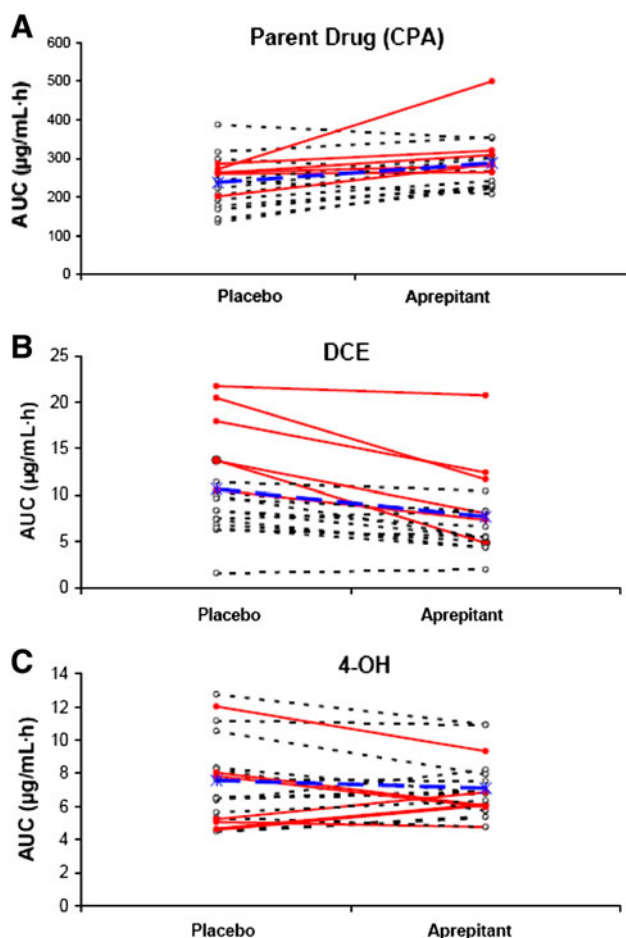 A
Parent Drug (CPA)
AUC (µg/mL·h)
600
500
400
300
200
100
0
Placebo Aprepitant
B
DCE
AUC (µg/mL·h)
25
20
15
10
5
0
Placebo Aprepitant
C
4-OH
AUC (µg/mL·h)
14
12
10
8
6
4
2
0
Placebo Aprepitant